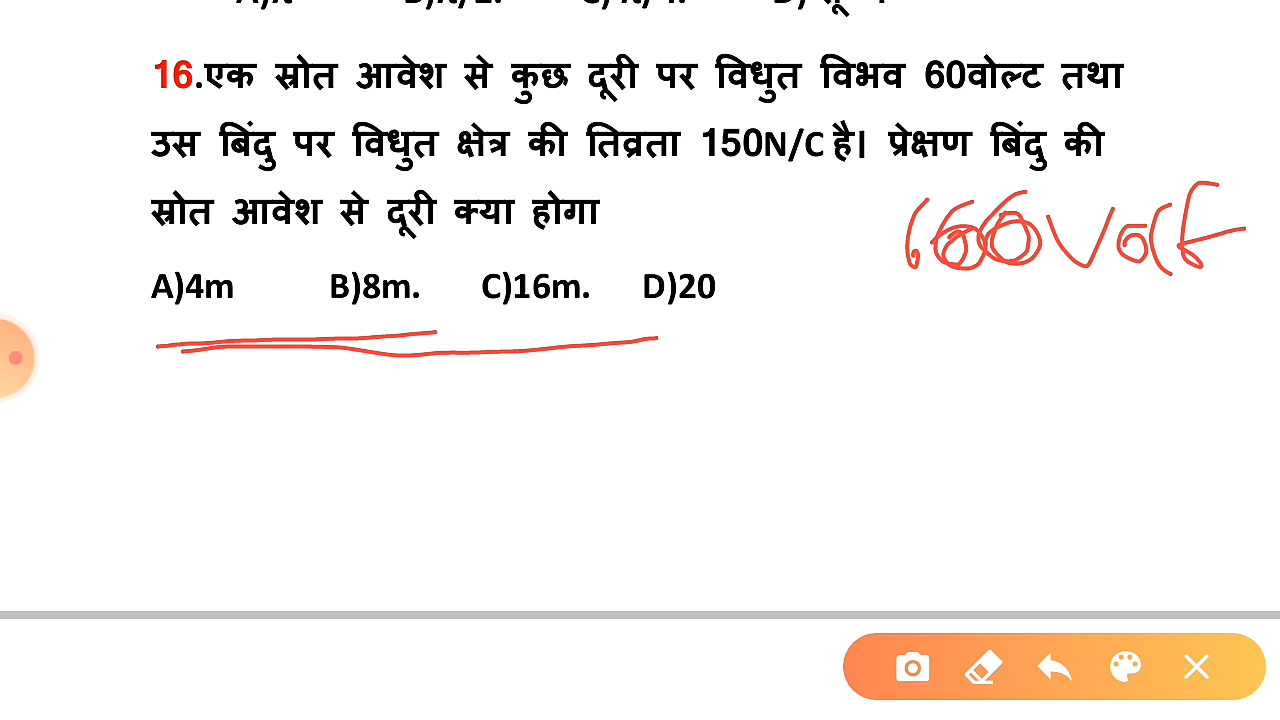 16.एक स्रोत आवेश से कुछ दूरी पर विधुत विभव 60वोल्ट तथा
उस बिंदु पर विधुत क्षेत्र की तिव्रता 150N/C है। प्रेक्षण बिंदु की
स्रोत आवेश से दूरी क्या होगा
A)4m B)8m. C)16m. D)20